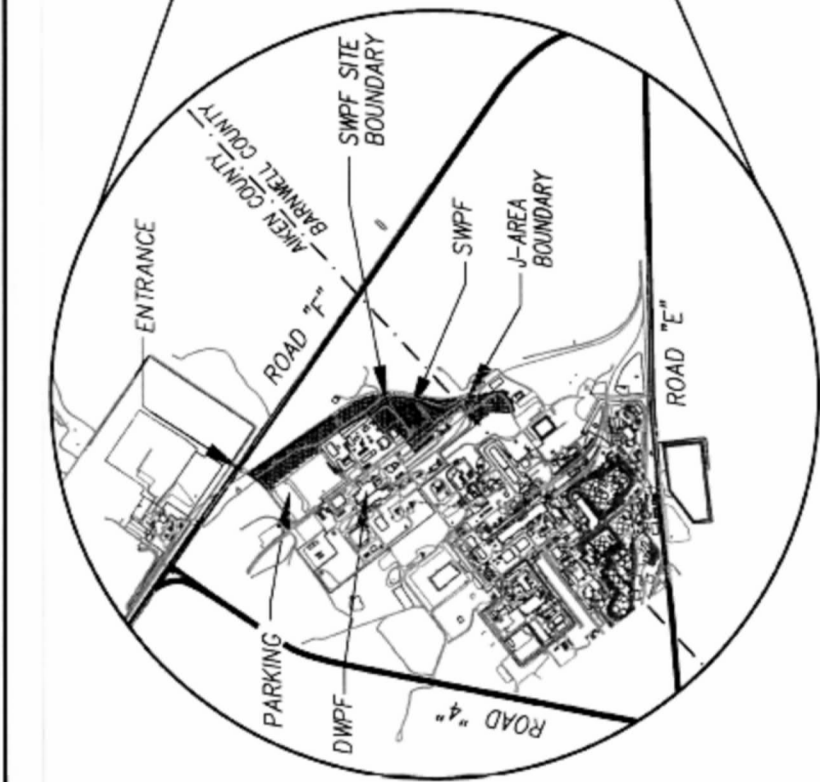 ENTRANCE
AIKEN COUNTY
BARNWELL COUNTY
SWPF SITE
BOUNDARY
ROAD "F"
SWPF
J-AREA
BOUNDARY
PARKING
DWPF
ROAD "4"
ROAD "E"